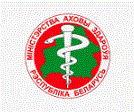 МІНІСТЭРСТВА АХОВЫ ЗДАРОЎЯ
РЭСПУБЛІКА БЕЛАРУСЬ